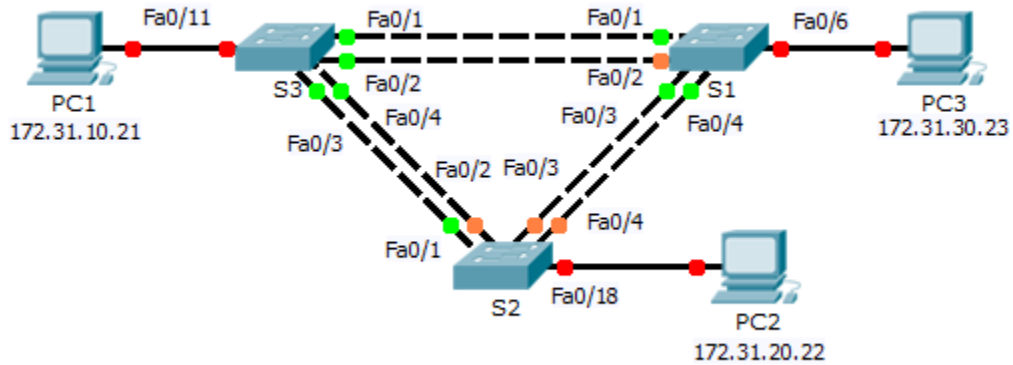 Fa0/11
Fa0/1
Fa0/1
Fa0/6
PC1
172.31.10.21
S3
Fa0/2
Fa0/2
S1
PC3
172.31.30.23
Fa0/4
Fa0/3
Fa0/3
Fa0/4
Fa0/2
Fa0/3
Fa0/1
Fa0/4
S2
Fa0/18
PC2
172.31.20.22